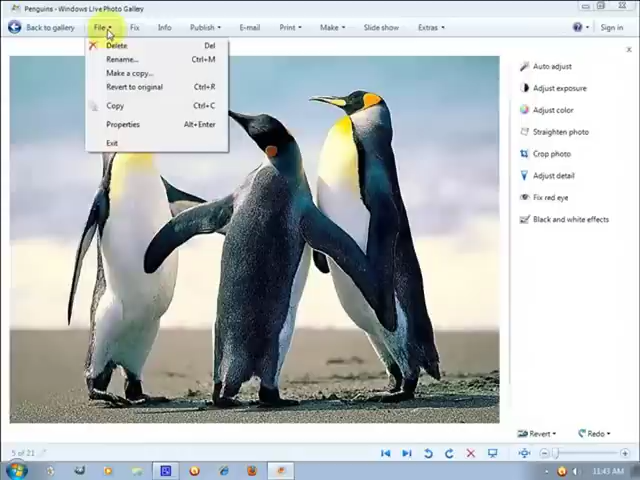 Penguins - Windows Live Photo Gallery
Back to gallery File Fix Info Publish E-mail Print Make Slide show Extras Sign in
Delete Del
Rename... Ctrl+M
Make a copy...
Revert to original Ctrl+R
Copy Ctrl+C
Properties Alt+Enter
Exit
Auto adjust
Adjust exposure
Adjust color
Straighten photo
Crop photo
Adjust detail
Fix red eye
Black and white effects
5 of 21
Revert Redo
11:43 AM